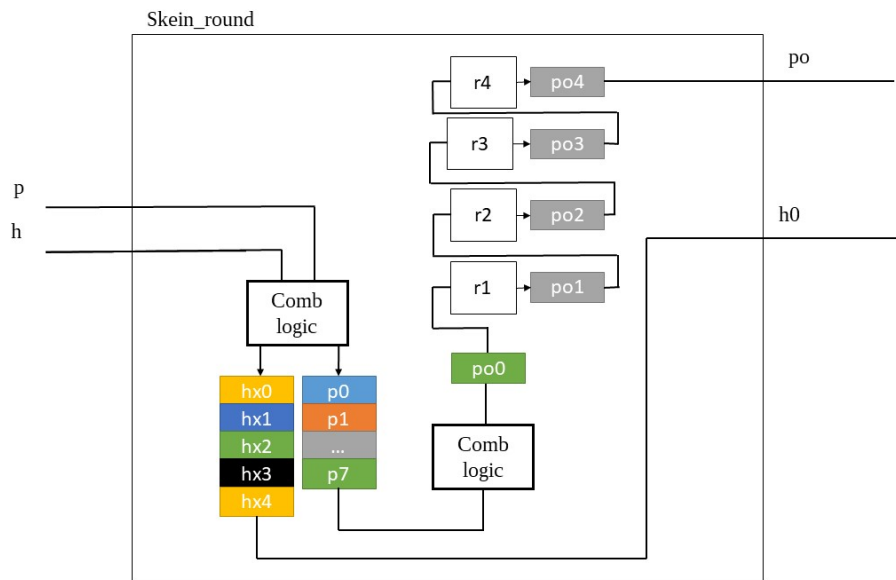 Skein_round
po
r4
po4
r3
po3
p
r2
po2
h
h0
r1
po1
Comb
logic
po0
hx0
p0
hx1
p1
hx2
...
hx3
p7
hx4
Comb
logic